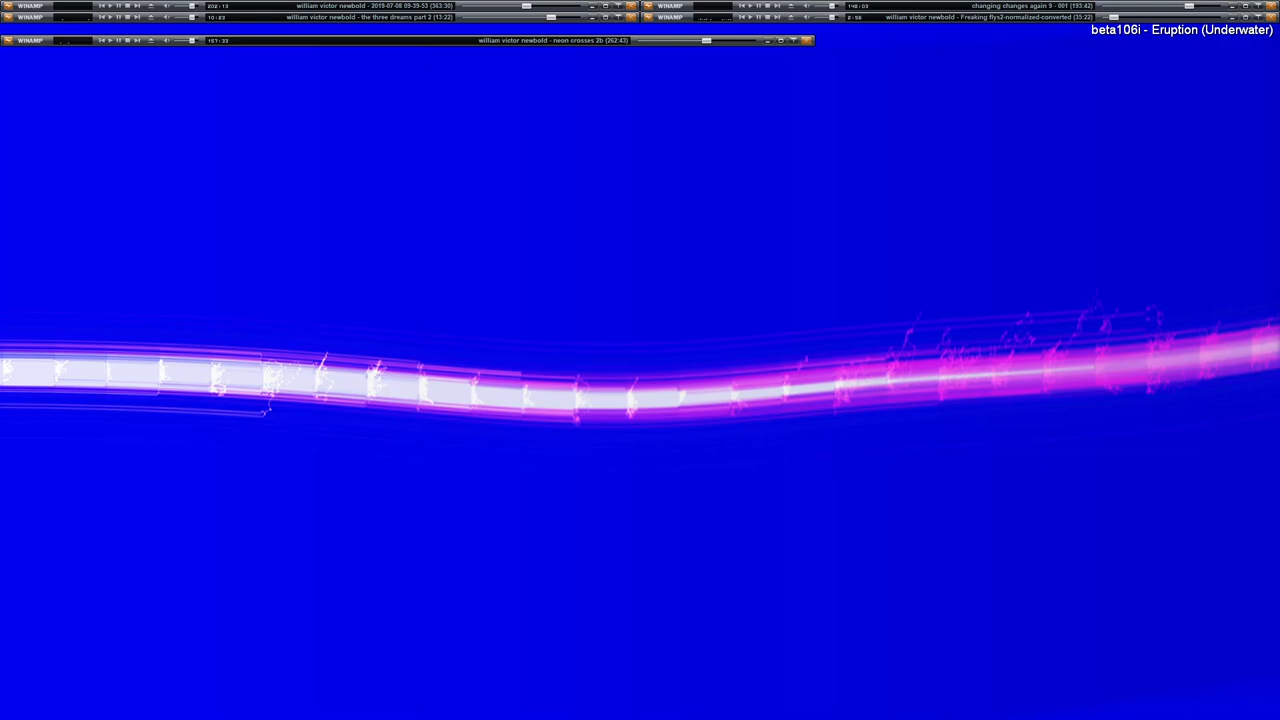 WINAMP 202:13 william victor newbold - 2019-07-08 09-39-53 (363:30)
WINAMP 148:03 changing changes again 9 - 001 (193:42)
WINAMP 10:23 william victor newbold - the three dreams part 2 (13:22)
WINAMP 2:56 william victor newbold - Freaking flys2-normalized-converted (35:22)
beta106i - Eruption (Underwater)
WINAMP 157:33 william victor newbold - neon crosses 2b (262:43)